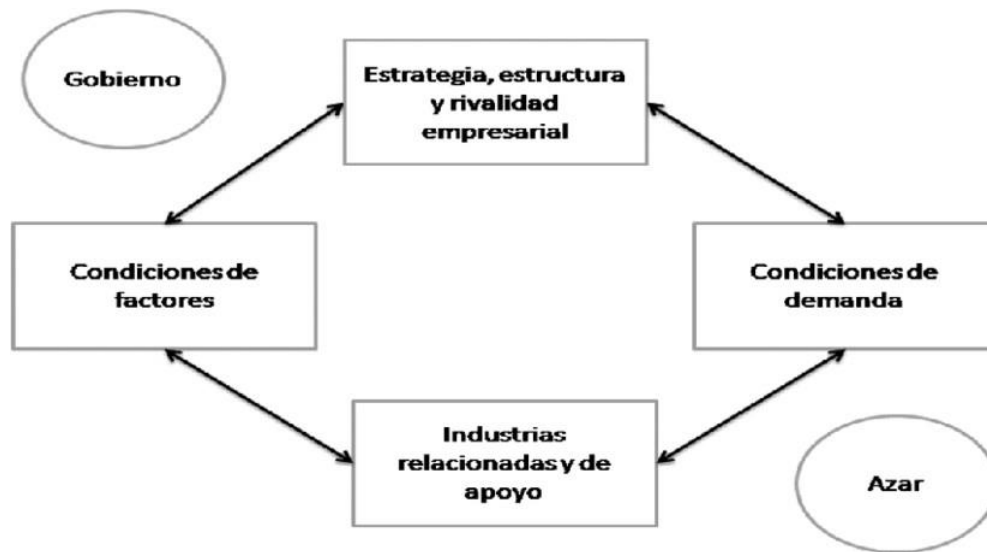 Gobierno
Estrategia, estructura
y rivalidad
empresarial
Condiciones de
factores
Condiciones de
demanda
Industrias
relacionadas y de
apoyo
Azar